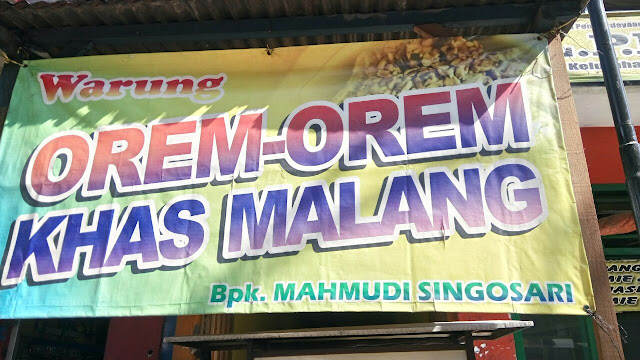 Warung
OREM-OREM
KHAS MALANG
Bpk. MAHMUDI SINGOSARI